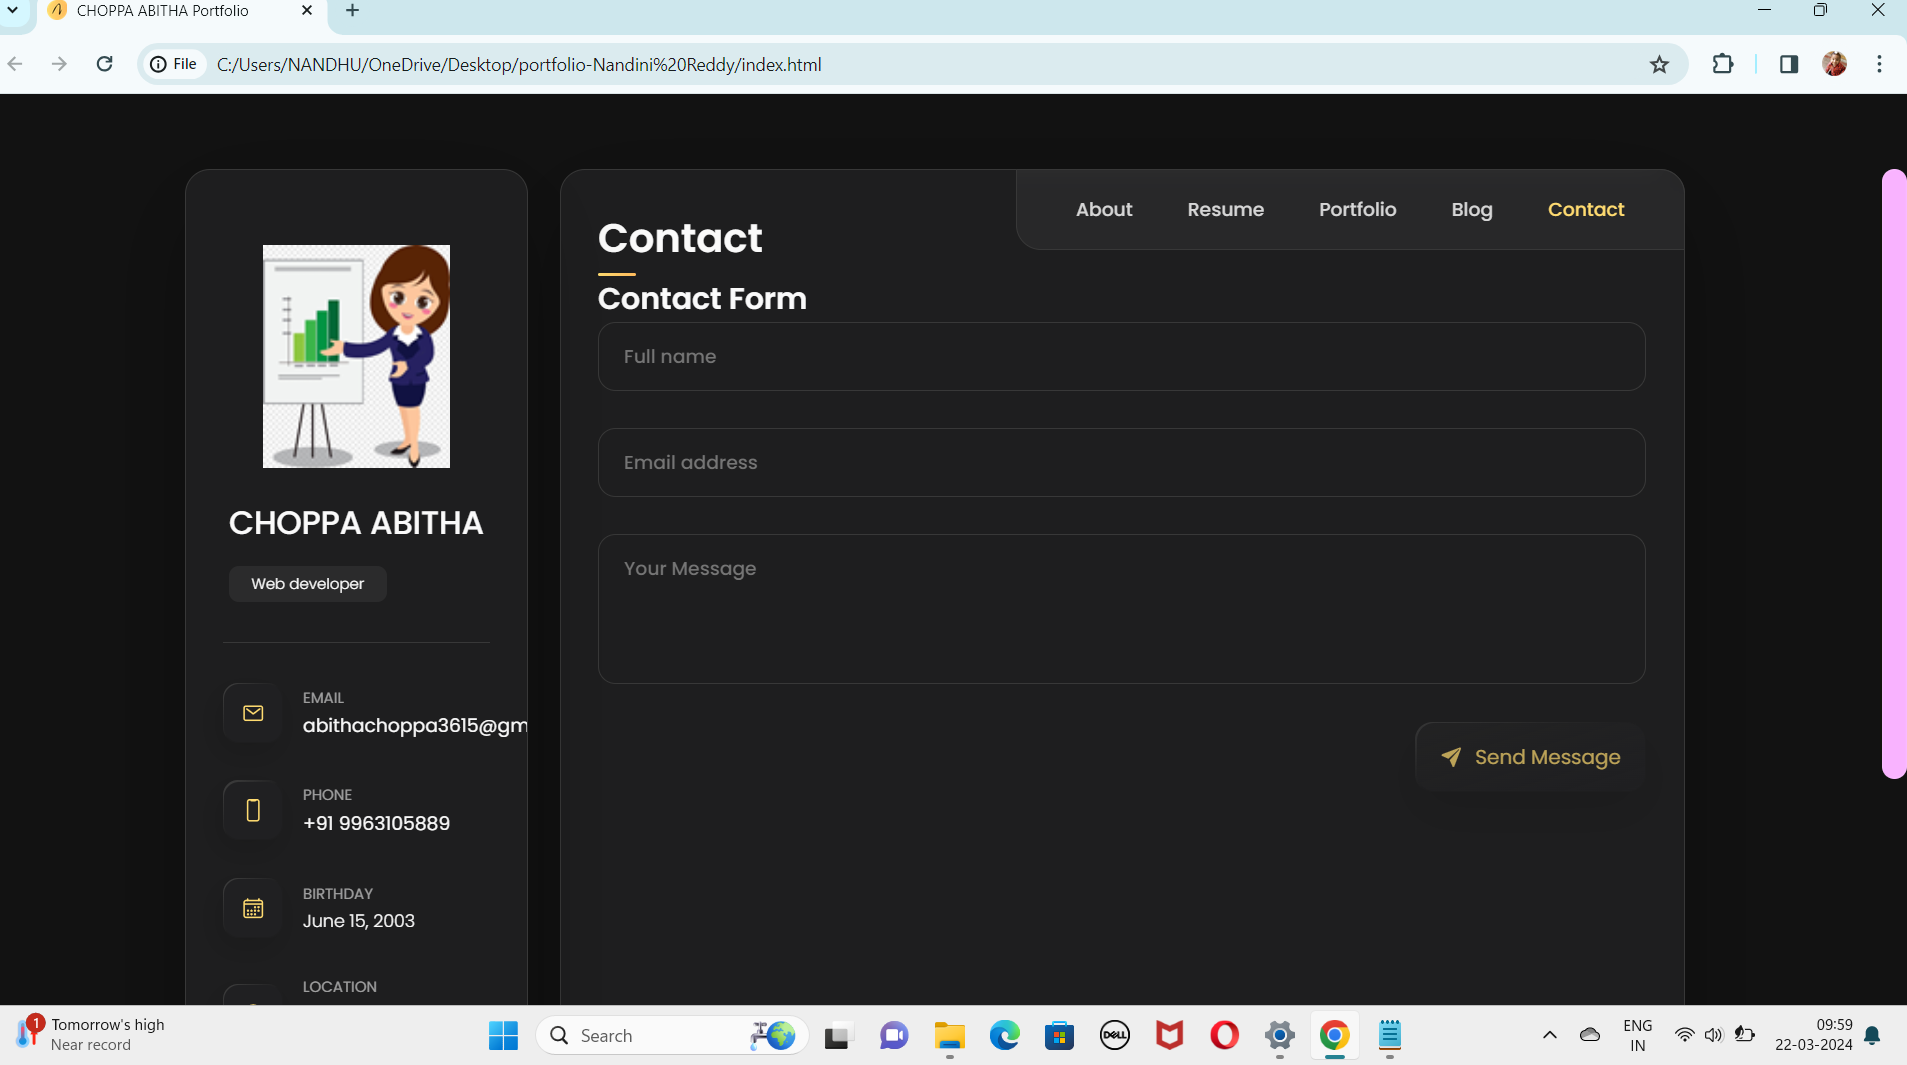 CHOPPA ABITHA Portfolio
File
C:/Users/NANDHU/OneDrive/Desktop/portfolio-Nandini%20Reddy/index.html
About
Resume
Portfolio
Blog
Contact
Contact
Contact Form
Full name
Email address
Your Message
Send Message
CHOPPA ABITHA
Web developer
EMAIL
abithachoppa3615@gm
PHONE
+91 9963105889
BIRTHDAY
June 15, 2003
LOCATION
1
Tomorrow's high
Near record
Search
DELL
ENG
IN
09:59
22-03-2024